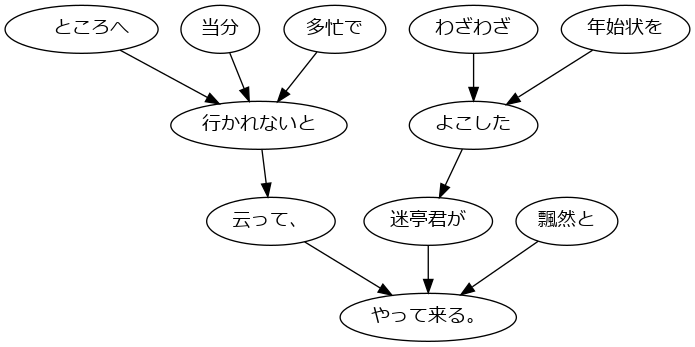 ところへ 当分 多忙で わざわざ 年始状を
行かれないと よこした
云って、 迷亭君が 飄然と
やって来る。